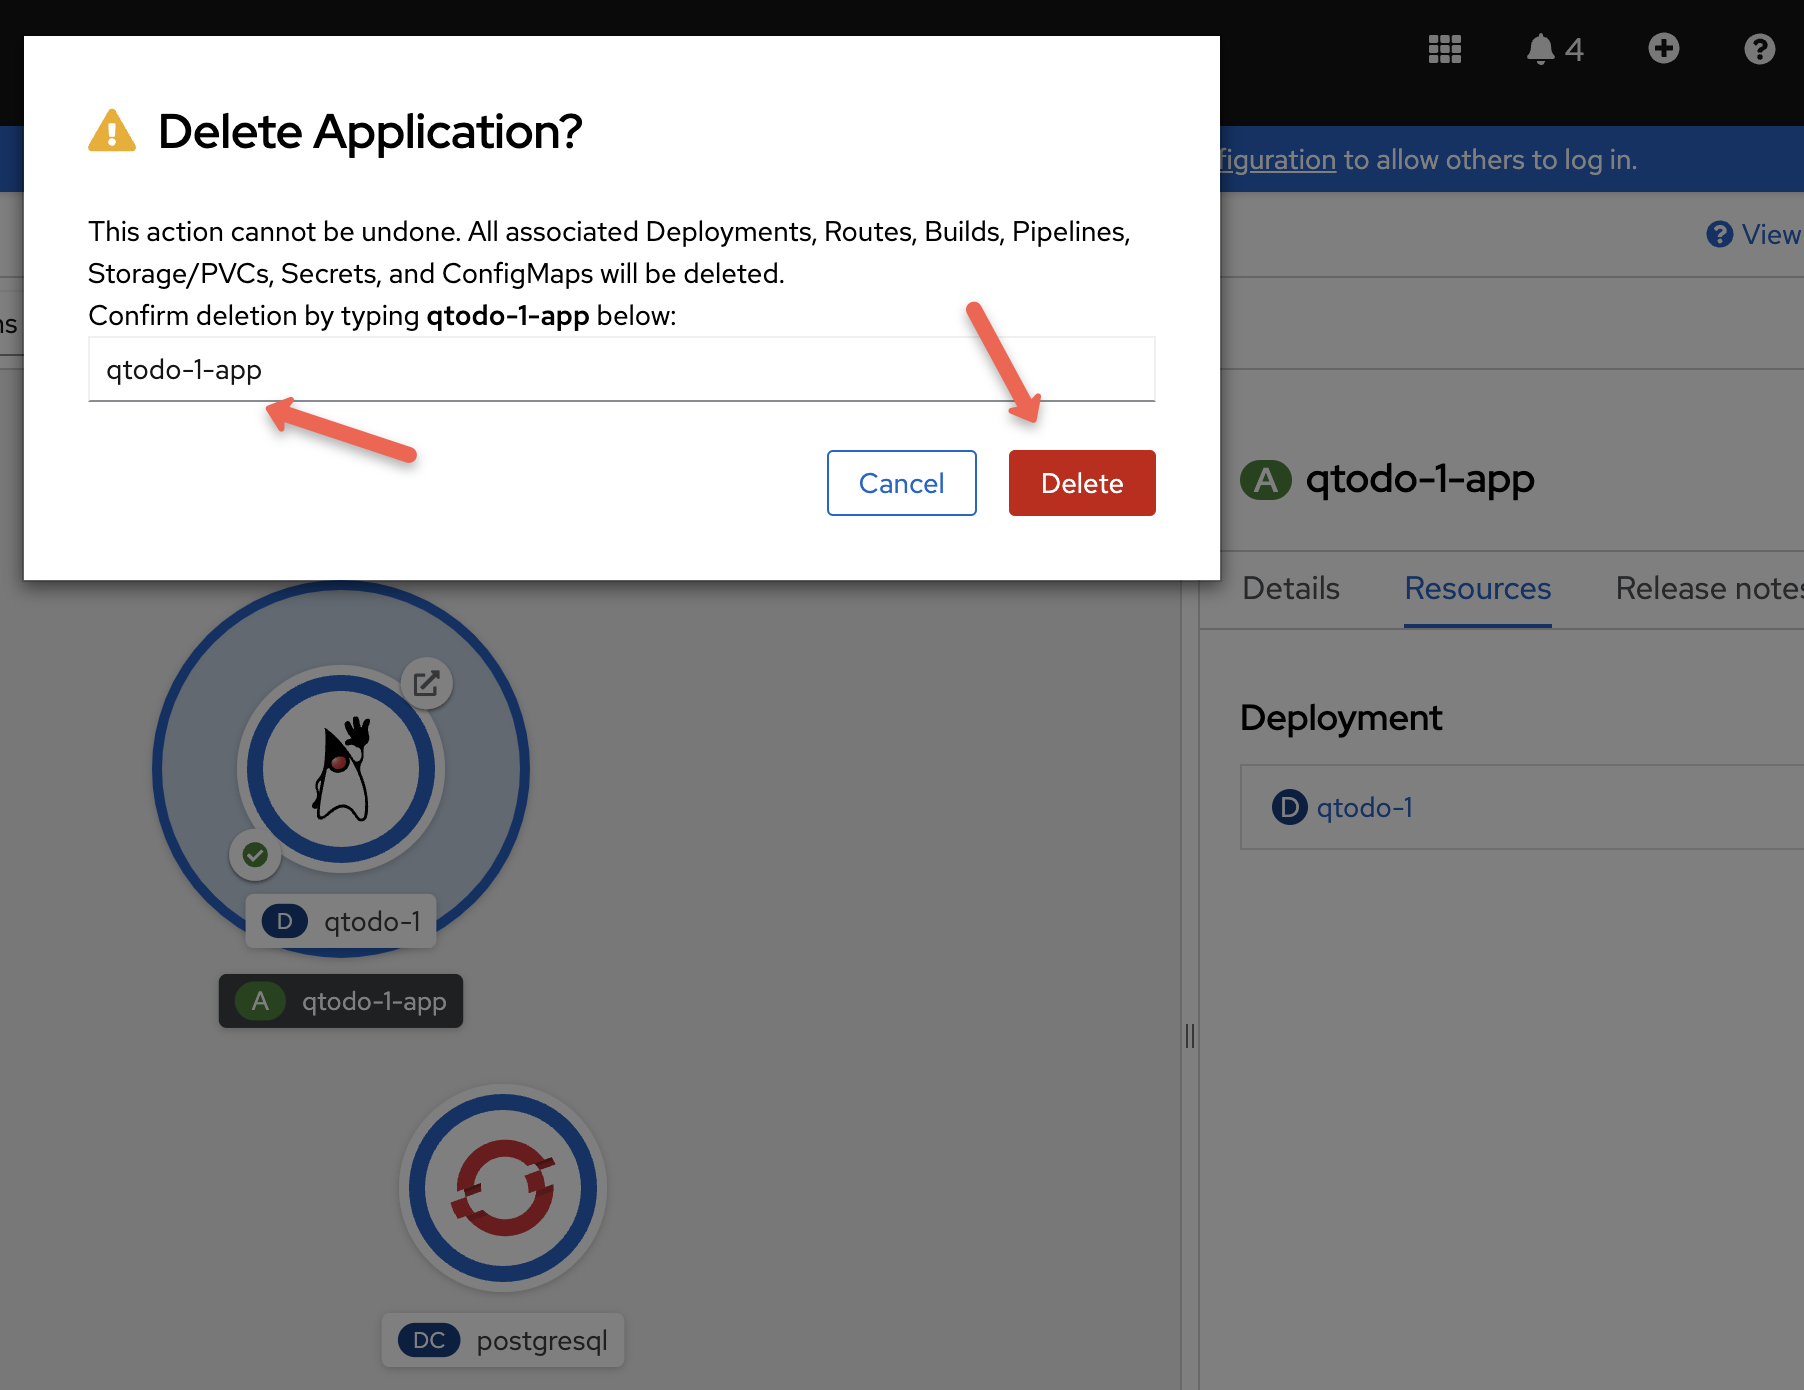 4
Delete Application?
figuration to allow others to log in.
This action cannot be undone. All associated Deployments, Routes, Builds, Pipelines,
Storage/PVCs, Secrets, and ConfigMaps will be deleted.
Confirm deletion by typing qtodo-1-app below:
qtodo-1-app
Cancel
Delete
View
A qtodo-1-app
Details
Resources
Release notes
Deployment
D qtodo-1
D qtodo-1
A qtodo-1-app
DC postgresql